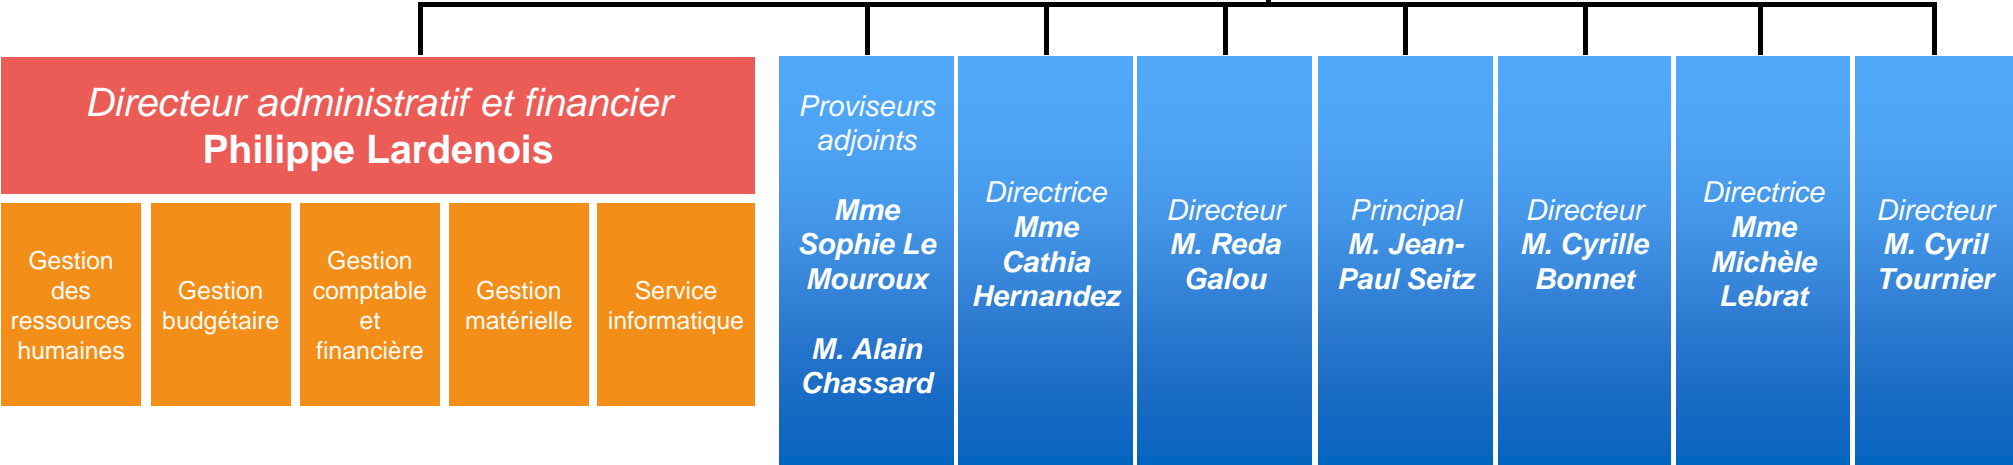 Directeur administratif et financier
Philippe Lardenois
Gestion
des
ressources
humaines
Gestion
budgétaire
Gestion
comptable
et
financière
Gestion
matérielle
Service
informatique
Proviseurs
adjoints
Mme
Sophie Le
Mouroux
M. Alain
Chassard
Directrice
Mme
Cathia
Hernandez
Directeur
M. Reda
Galou
Principal
M. Jean-
Paul Seitz
Directeur
M. Cyrille
Bonnet
Directrice
Mme
Michèle
Lebrat
Directeur
M. Cyril
Tournier